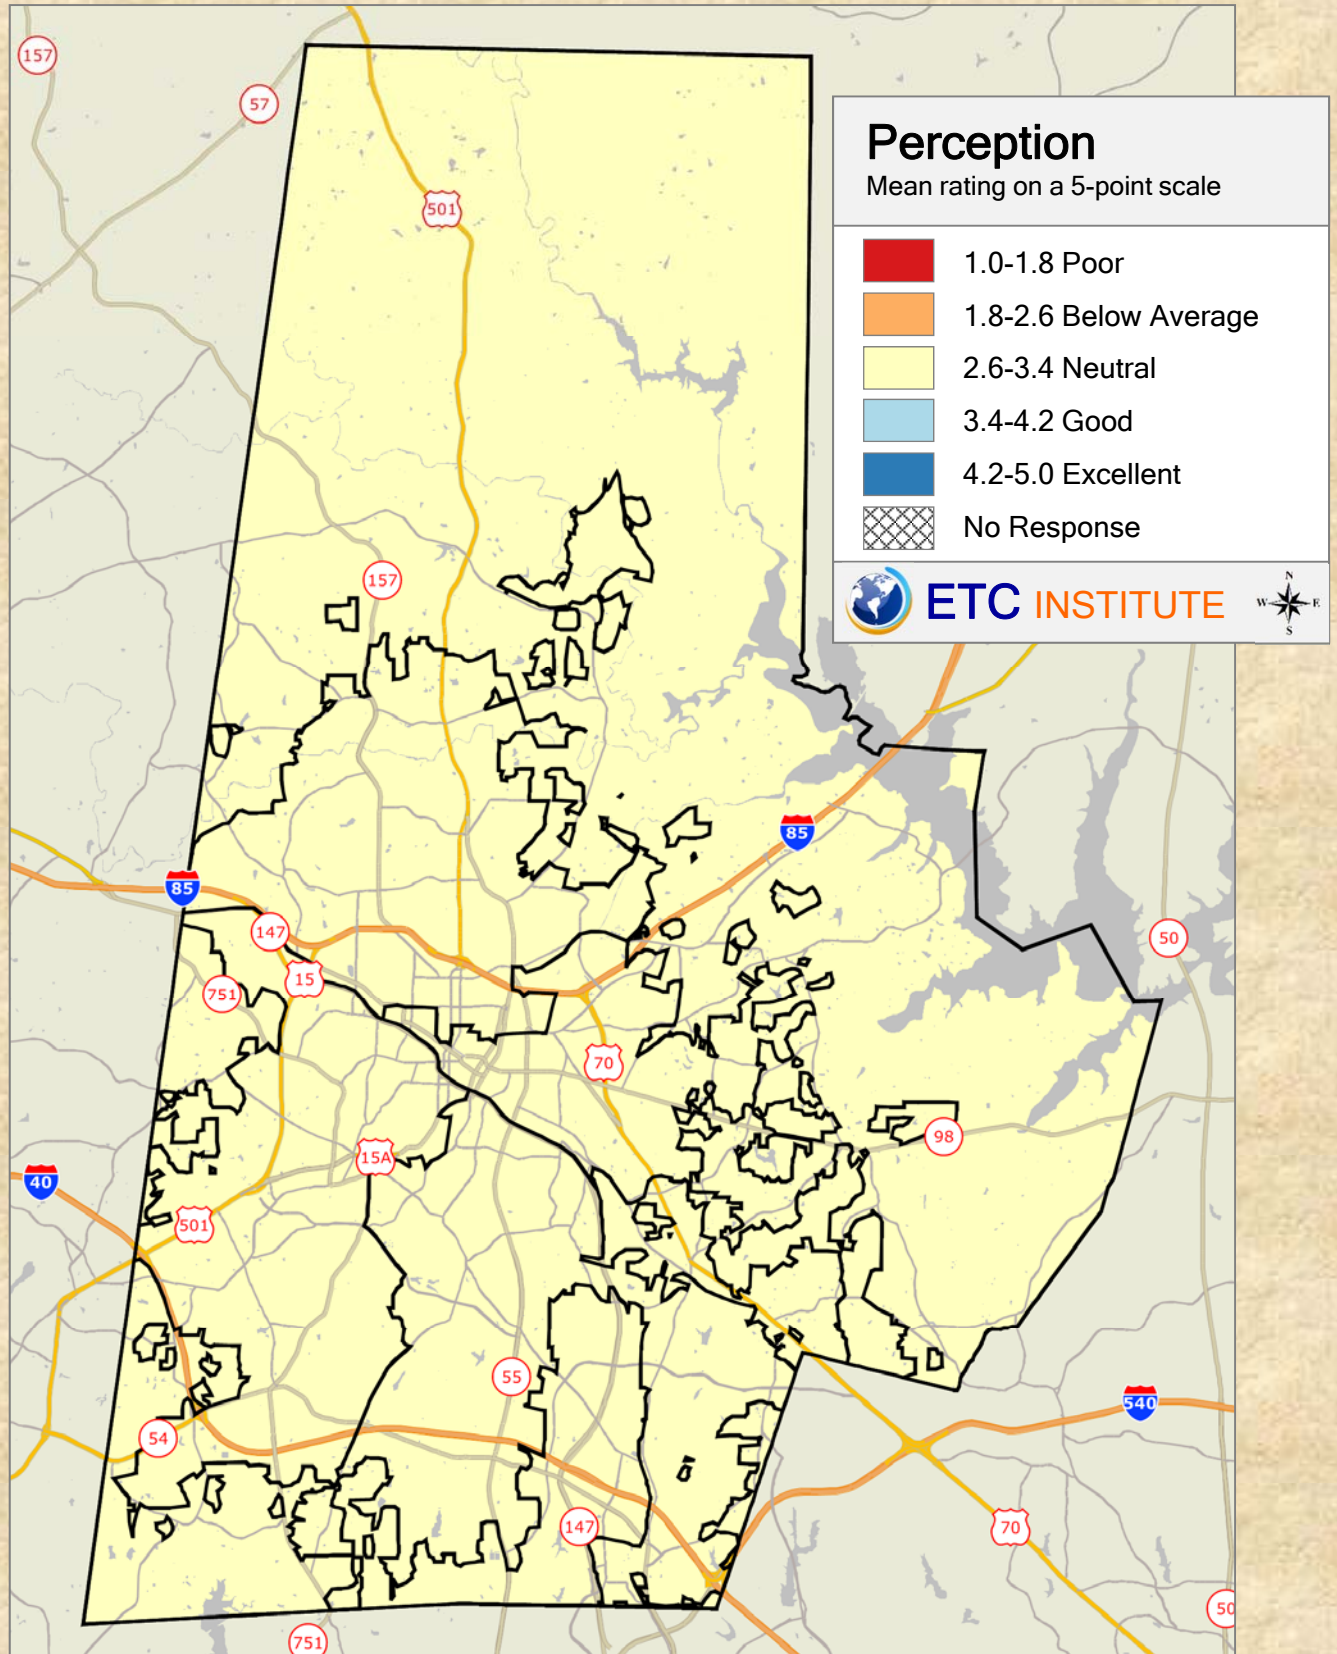 157
57
501
Perception
Mean rating on a 5-point scale
1.0-1.8 Poor
1.8-2.6 Below Average
2.6-3.4 Neutral
3.4-4.2 Good
4.2-5.0 Excellent
No Response
ETC INSTITUTE
N
W E
S
157
85
85
147
50
15
751
70
98
15A
40
501
55
540
54
147
70
50
751